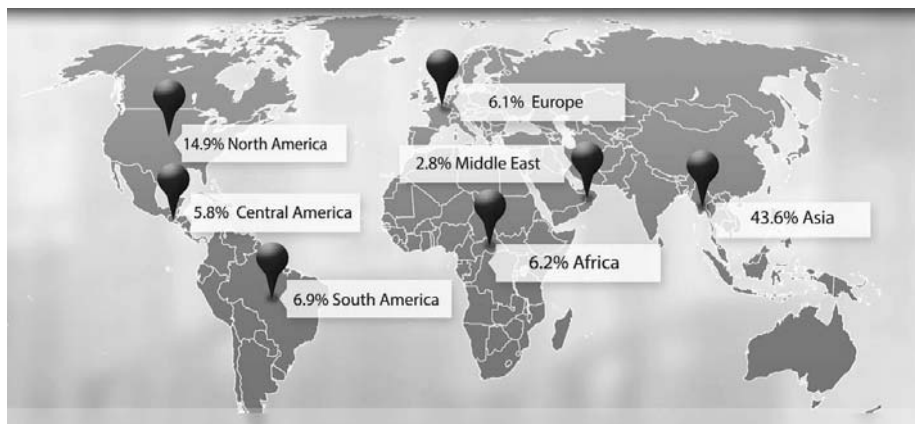 6.1% Europe
14.9% North America
2.8% Middle East
5.8% Central America
43.6% Asia
6.2% Africa
6.9% South America